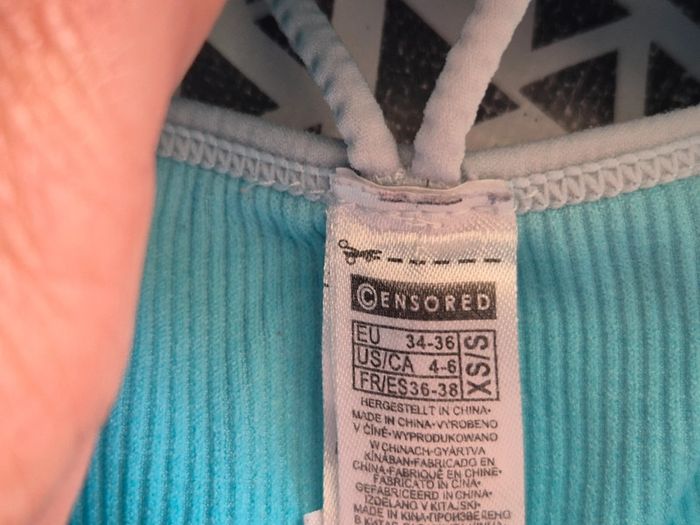 ©ENSORED
EU 34-36
US/CA 4-6
FR/ES 36-38
XS/S
HERGESTELLT IN CHINA•
MADE IN CHINA•VYROBENO
V ČÍNĚ•WYPRODUKOWANO
W CHINACH•GYÁRTVA
KÍNÁBAN•FABRICADO EN
CHINA•FABRIQUÉ EN CHINE•
FABRICATO IN CINA•
GEFABRICEERD IN CHINA•
IZDELANO V KITAJSKI•
MADE IN KINA•ПРОИЗВЕРЕНО